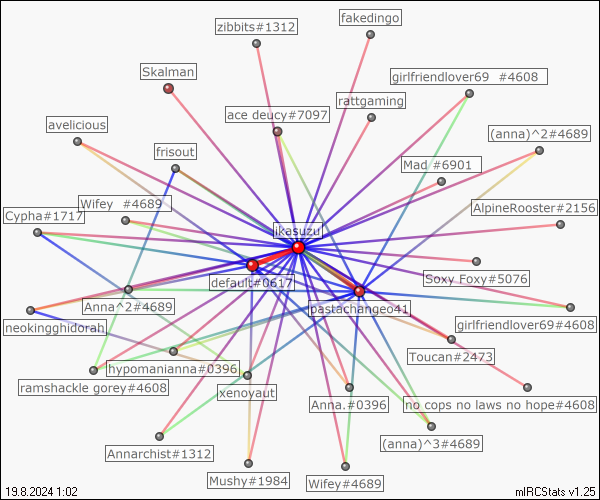 fakedingo
zibbits#1312
Skalman
girlfriendlover69 #4608
rattgaming
ace deucy#7097
avelicious
(anna)^2#4689
frisout
Mad #6901
Wifey #4689
AlpineRooster#2156
Cypha#1717
ikasuzu
Soxy Foxy#5076
default#0617
Anna^2#4689
pastachangeo41
neokingghidorah
girlfriendlover69#4608
Toucan#2473
hypomanianna#0396
ramshackle gorey#4608
xenoyaut
Anna.#0396
no cops no laws no hope#4608
(anna)^3#4689
Annarchist#1312
Mushy#1984
Wifey#4689
19.8.2024 1:02
mIRCStats v1.25